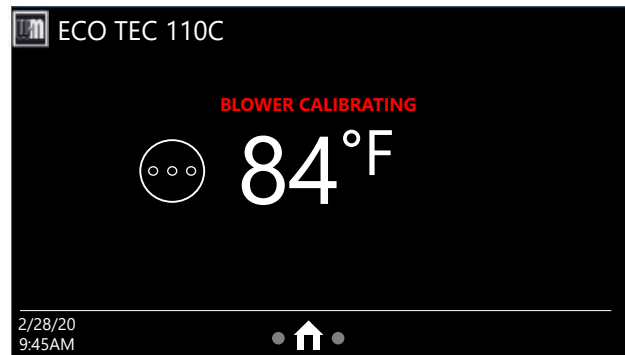 ECO TEC 110C
BLOWER CALIBRATING
84°F
2/28/20
9:45AM